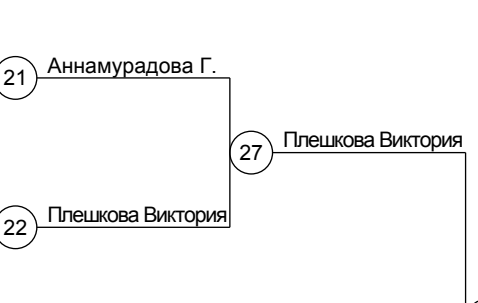 21 Аннамурадова Г.
27 Плешкова Виктория
22 Плешкова Виктория